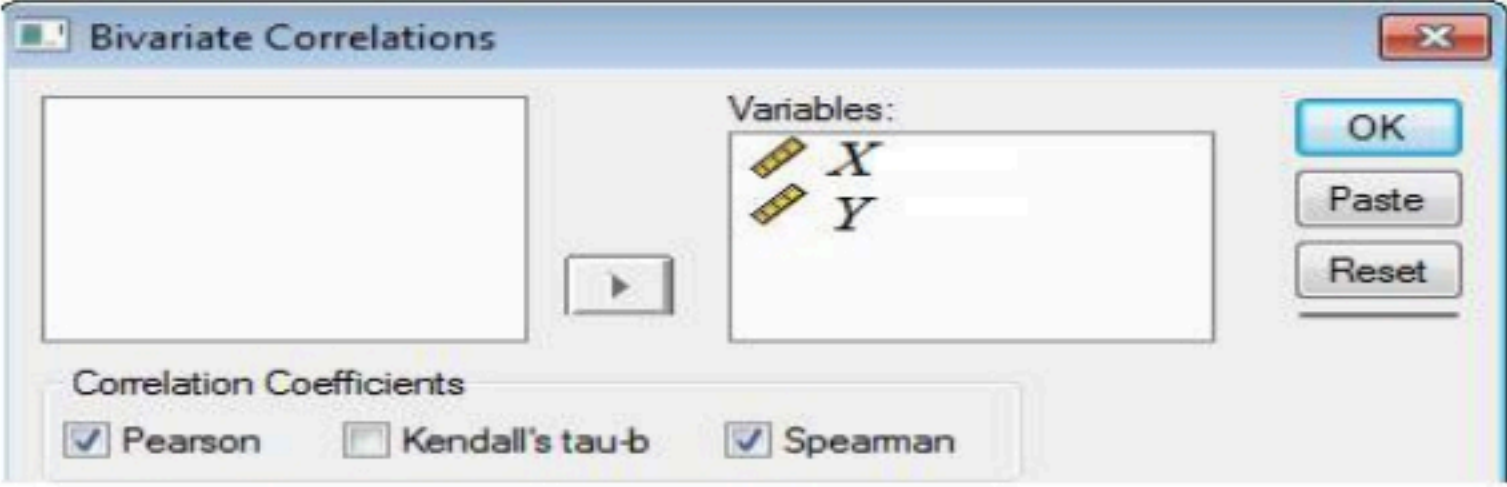 Bivariate Correlations
Variables:
X
Y
OK
Paste
Reset
Correlation Coefficients
Pearson Kendall's tau-b Spearman